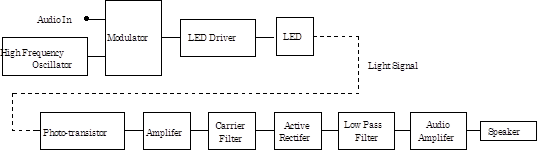 Audio In
High Frequency
Oscillator
Modulator
LED Driver
LED
Light Signal
Photo-transistor
Amplifer
Carrier
Filter
Active
Rectifer
Low Pass
Filter
Audio
Amplifer
Speaker